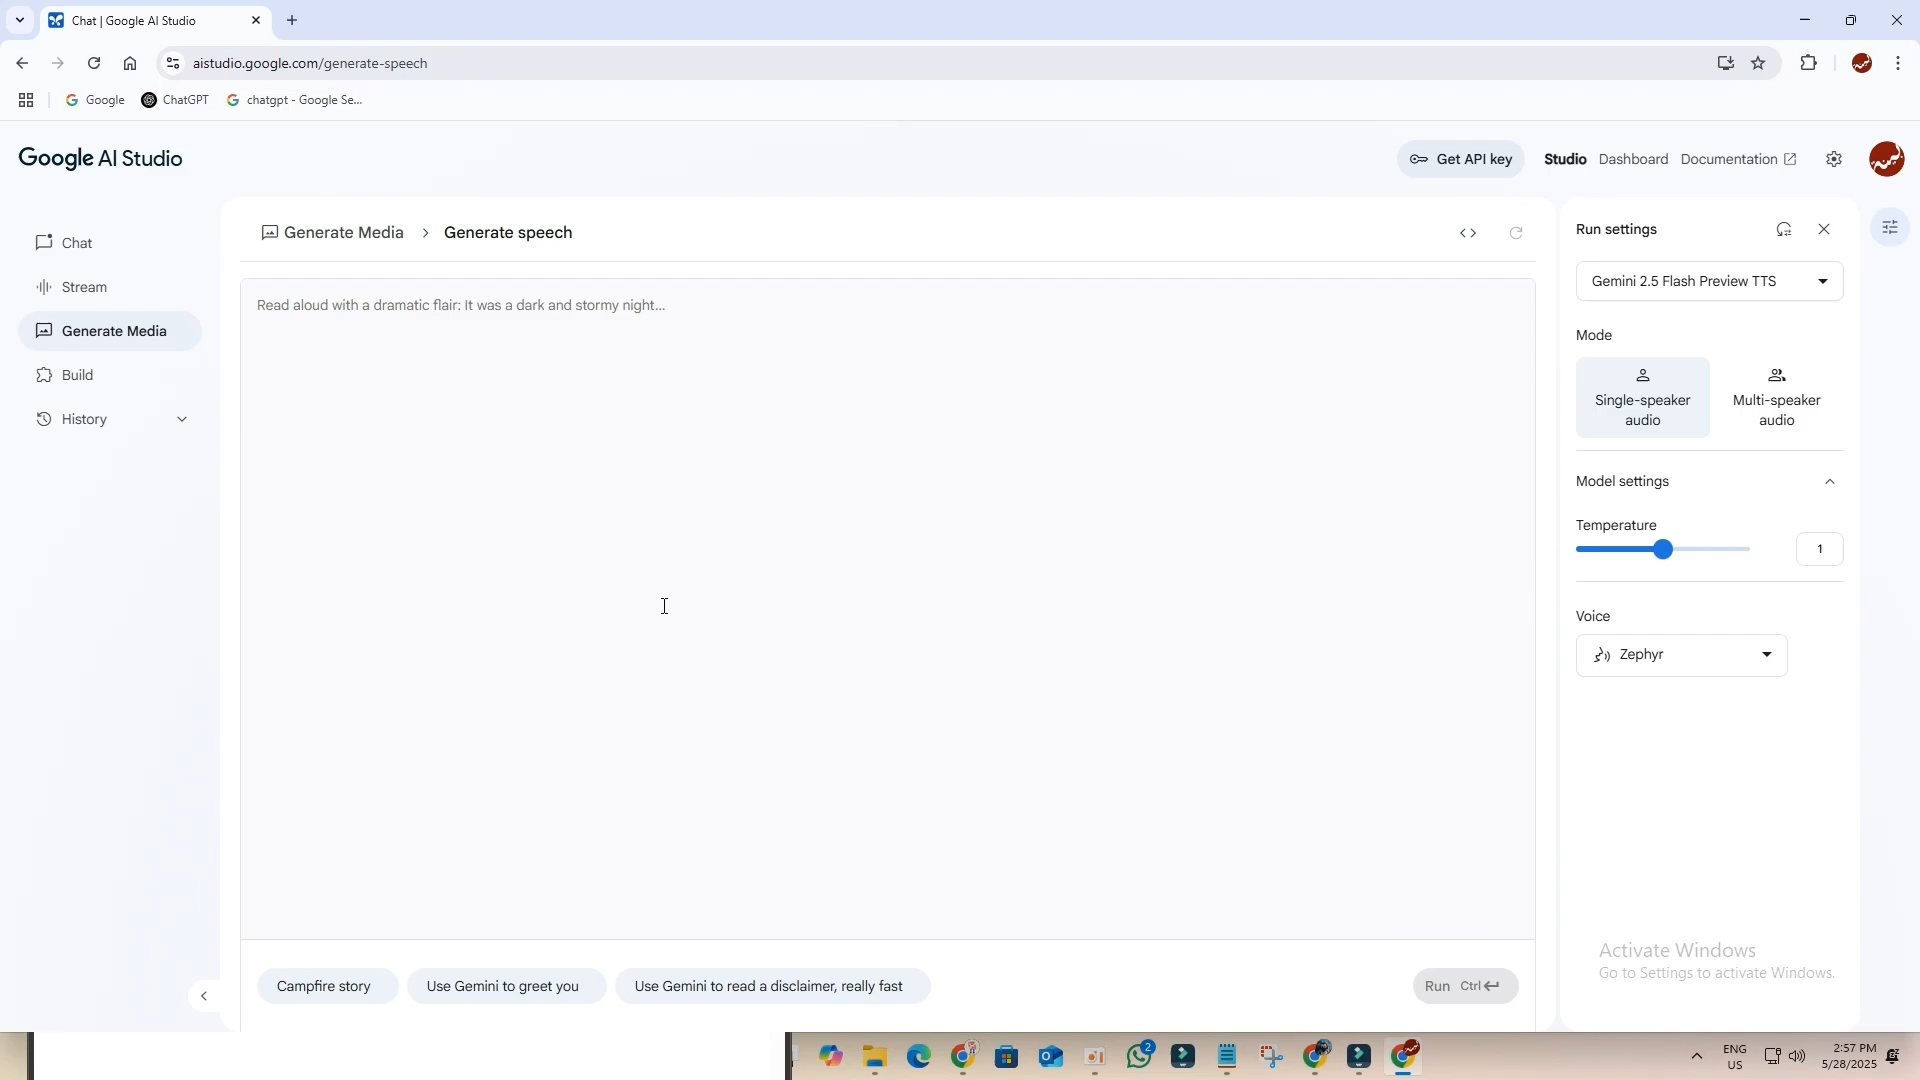 Chat | Google AI Studio
aistudio.google.com/generate-speech
Google
ChatGPT
chatgpt - Google Se...
Google AI Studio
Get API key
Studio
Dashboard
Documentation
Chat
Stream
Generate Media
Build
History
Generate Media > Generate speech
Read aloud with a dramatic flair: It was a dark and stormy night...
Campfire story
Use Gemini to greet you
Use Gemini to read a disclaimer, really fast
Run Ctrl
Run settings
Gemini 2.5 Flash Preview TTS
Mode
Single-speaker
audio
Multi-speaker
audio
Model settings
Temperature
1
Voice
Zephyr
Activate Windows
Go to Settings to activate Windows.
2
ENG
US
2:57 PM
5/28/2025